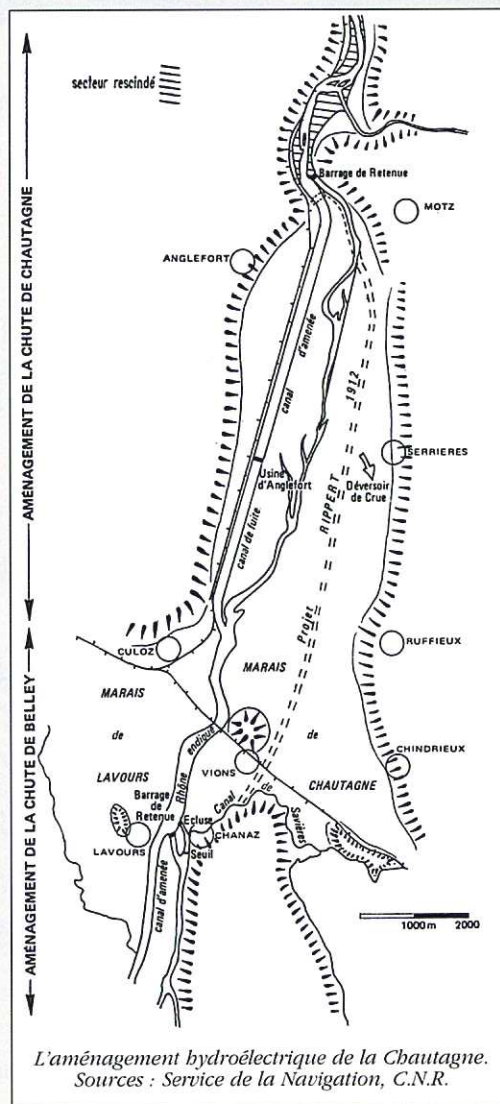 AMÉNAGEMENT DE LA CHUTE DE CHAUTAGNE
AMÉNAGEMENT DE LA CHUTE DE BELLEY
secteur rescindé
Barrage de Retenue
MOTZ
ANGLEFORT
canal d'amenée
RIPPERT 1912
Projet
SERRIERES
Déversoir
de Crue
Usine
d'Anglefort
canal de fuite
CULOZ
RUFFIEUX
MARAIS
de
LAVOURS
MARAIS
de
CHAUTAGNE
Rhône endigué
VIONS
CHINDRIEUX
Canal de Savières
Barrage de
Retenue
Ecluse
LAVOURS
CHANAZ
Seuil
canal d'amenée
1000m 2000
L'aménagement hydroélectrique de la Chautagne.
Sources : Service de la Navigation, C.N.R.